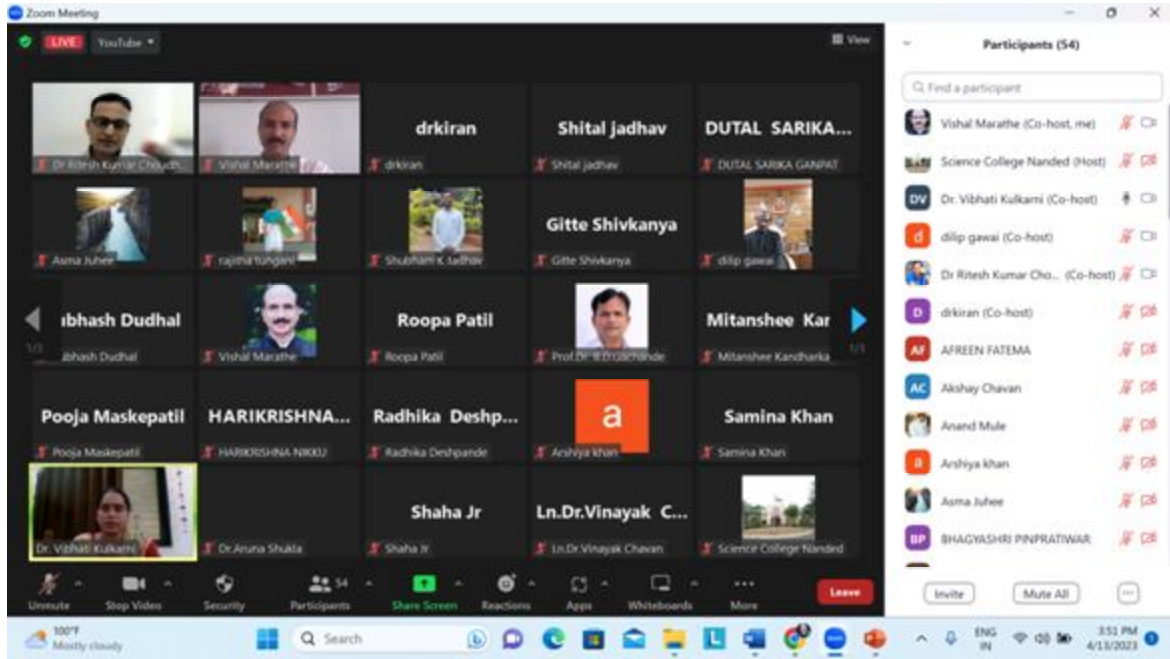 Zoom Meeting
LIVE YouTube
View
Participants (54)
Find a participant
drkiran
Shital jadhav
DUTAL SARIKA...
Dr Ritesh Kumar Choudh...
Vishal Marathe
drkiran
Shital jadhav
DUTAL SARIKA GANPAT
Gitte Shivkanya
Asma Juhee
rajitha tungani
Shubham K Jadhav
Gitte Shivkanya
dilip gawai
ubhash Dudhal
Roopa Patil
Mitanshee Kar
1/3
ubhash Dudhal
Vishal Marathe
Roopa Patil
Mitanshee Kandharka
1/3
Pooja Maskepatil
HARIKRISHNA...
Radhika Deshp...
a
Samina Khan
Pooja Maskepatil
HARIKRISHNA NIKKU
Radhika Deshpande
Arshiya khan
Samina Khan
Shaha Jr
Ln.Dr.Vinayak C...
Dr. Vibhati Kulkarni
Dr.Aruna Shukla
Shaha Jr
Ln.Dr.Vinayak Chavan
Science College Nanded
Vishal Marathe (Co-host, me)
Science College Nanded (Host)
DV Dr. Vibhati Kulkarni (Co-host)
d dilip gawai (Co-host)
Dr Ritesh Kumar Cho... (Co-host)
D drkiran (Co-host)
AF AFREEN FATEMA
AC Akshay Chavan
Anand Mule
a Arshiya khan
Asma Juhee
BP BHAGYASHRI PINPRATIWAR
Unmute
Stop Video
Security
54
Participants
Share Screen
Reactions
Apps
Whiteboards
More
Leave
Invite
Mute All
100°F
Mostly cloudy
Search
ENG
IN
3:51 PM
4/13/2023